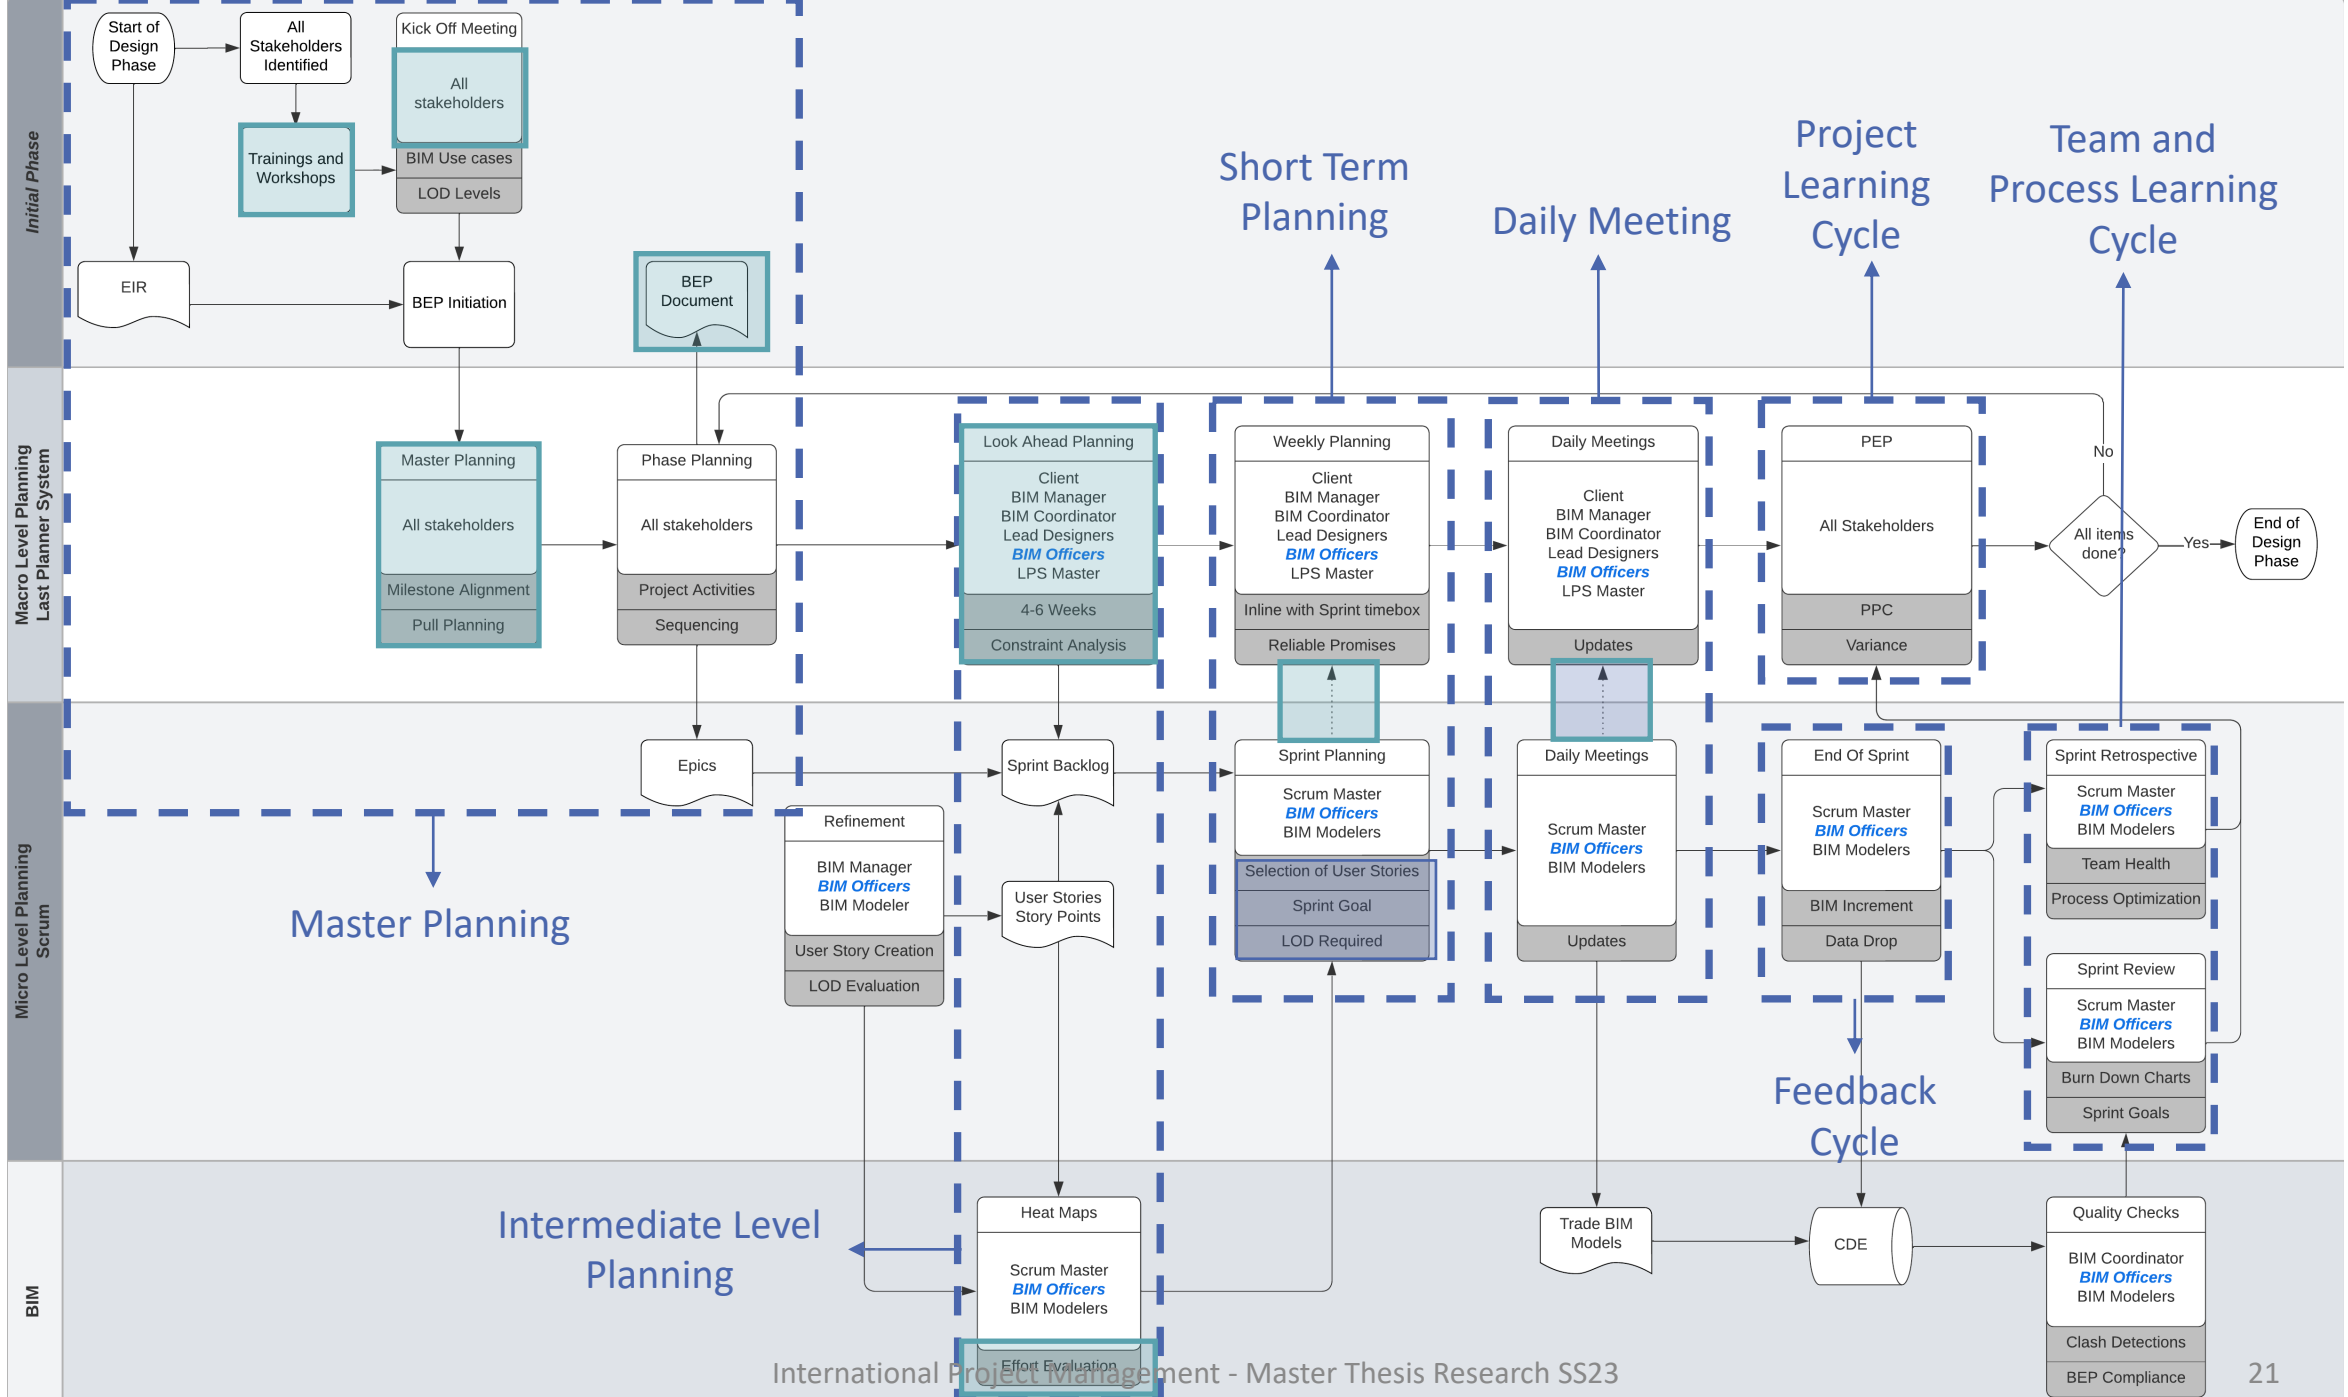 Initial Phase
Start of
Design
Phase
All
Stakeholders
Identified
Kick Off Meeting
All
stakeholders
BIM Use cases
LOD Levels
Trainings and
Workshops
EIR
BEP Initiation
BEP
Document
Short Term
Planning
Daily Meeting
Project
Learning
Cycle
Team and
Process Learning
Cycle
Macro Level Planning
Last Planner System
Master Planning
All stakeholders
Milestone Alignment
Pull Planning
Phase Planning
All stakeholders
Project Activities
Sequencing
Look Ahead Planning
Client
BIM Manager
BIM Coordinator
Lead Designers
BIM Officers
LPS Master
4-6 Weeks
Constraint Analysis
Weekly Planning
Client
BIM Manager
BIM Coordinator
Lead Designers
BIM Officers
LPS Master
Inline with Sprint timebox
Reliable Promises
Daily Meetings
Client
BIM Manager
BIM Coordinator
Lead Designers
BIM Officers
LPS Master
Updates
PEP
All Stakeholders
PPC
Variance
No
All items
done?
Yes
End of
Design
Phase
Micro Level Planning
Scrum
Epics
Master Planning
Refinement
BIM Manager
BIM Officers
BIM Modeler
User Story Creation
LOD Evaluation
Sprint Backlog
User Stories
Story Points
Sprint Planning
Scrum Master
BIM Officers
BIM Modelers
Selection of User Stories
Sprint Goal
LOD Required
Daily Meetings
Scrum Master
BIM Officers
BIM Modelers
Updates
End Of Sprint
Scrum Master
BIM Officers
BIM Modelers
BIM Increment
Data Drop
Feedback
Cycle
Sprint Retrospective
Scrum Master
BIM Officers
BIM Modelers
Team Health
Process Optimization
Sprint Review
Scrum Master
BIM Officers
BIM Modelers
Burn Down Charts
Sprint Goals
BIM
Intermediate Level
Planning
Heat Maps
Scrum Master
BIM Officers
BIM Modelers
Effort Evaluation
Trade BIM
Models
CDE
Quality Checks
BIM Coordinator
BIM Officers
BIM Modelers
Clash Detections
BEP Compliance
International Project Management - Master Thesis Research SS23
21